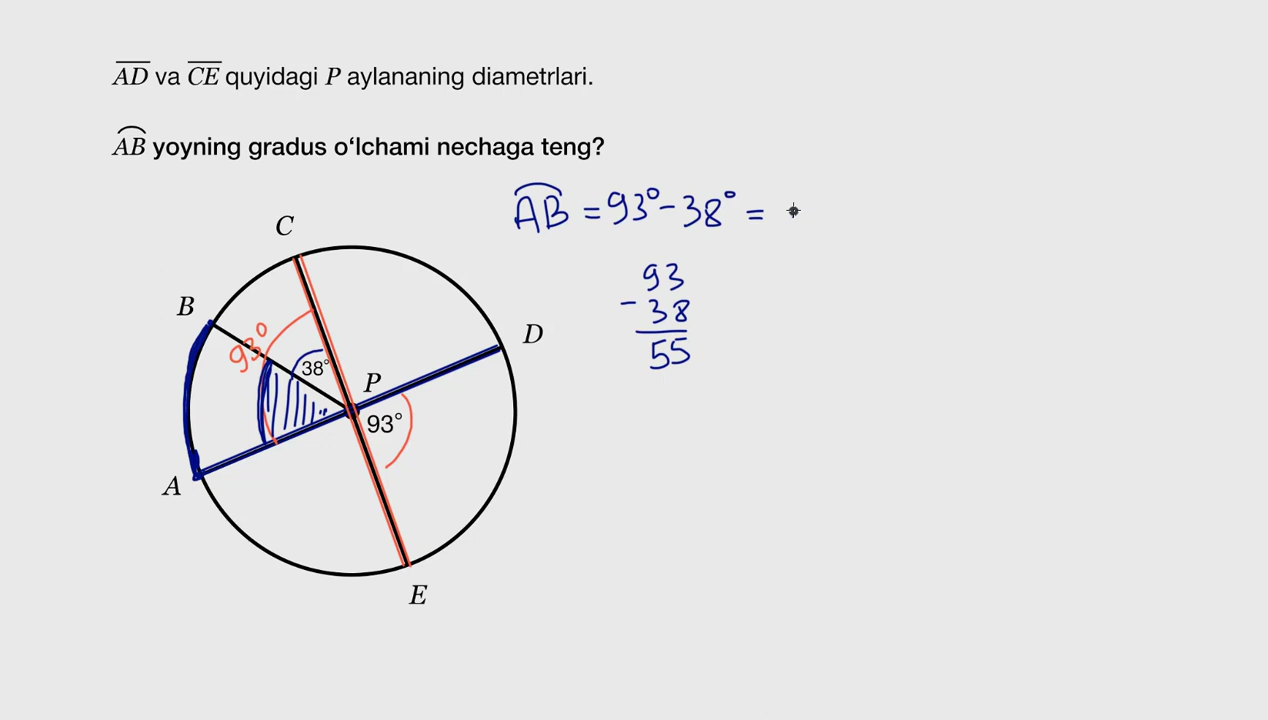 AD va CE quyidagi P aylananing diametrlari.
AB yoyning gradus o‘lchami nechaga teng?
AB = 93° - 38° =
93
- 38
55
C
B
93°
38°
D
P
93°
A
E